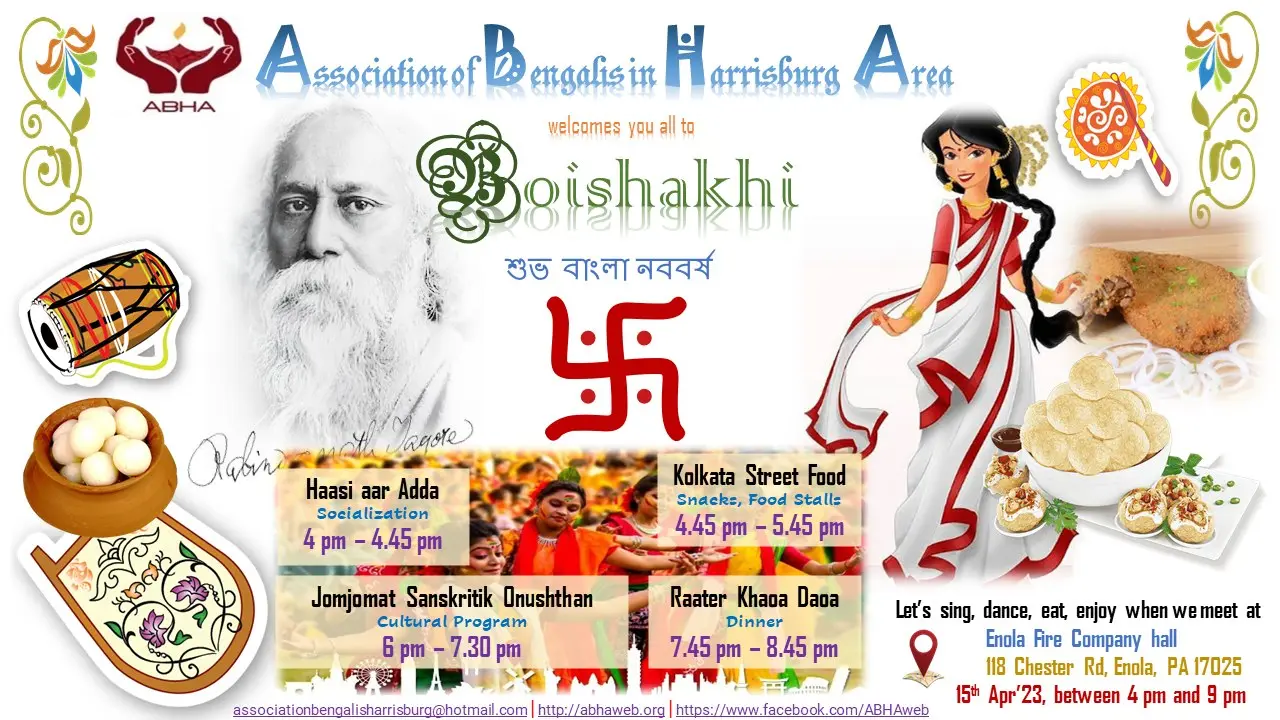 ABHA
Association of Bengalis in Harrisburg Area
welcomes you all to
Boishakhi
শুভ বাংলা নববর্ষ
Rabindranath Tagore
Haasi aar Adda
Socialization
4 pm – 4.45 pm
Kolkata Street Food
Snacks, Food Stalls
4.45 pm – 5.45 pm
Jomjomat Sanskritik Onushthan
Cultural Program
6 pm – 7.30 pm
Raater Khaoa Daoa
Dinner
7.45 pm – 8.45 pm
Let's sing, dance, eat, enjoy when we meet at
Enola Fire Company hall
118 Chester Rd, Enola, PA 17025
15th Apr'23, between 4 pm and 9 pm
associationbengalisharrisburg@hotmail.com | http://abhaweb.org | https://www.facebook.com/ABHAweb